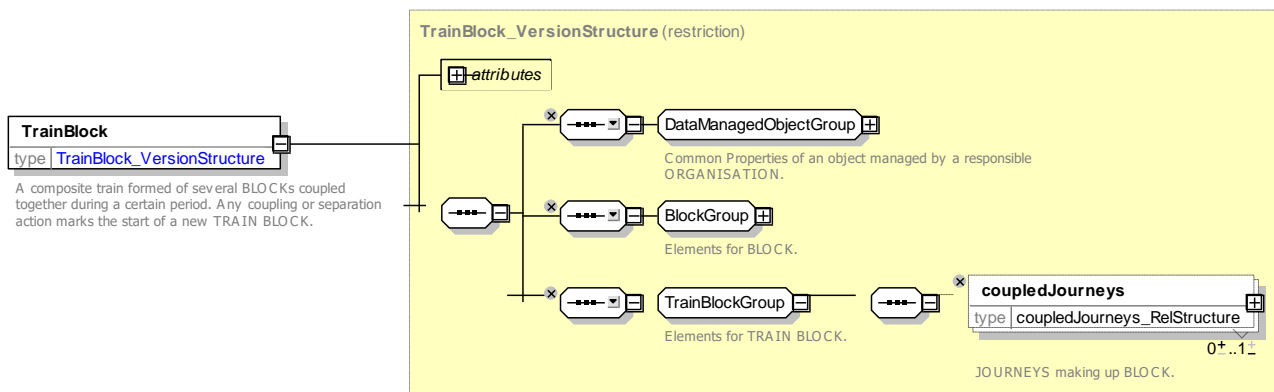 TrainBlock_VersionStructure (restriction)
attributes
TrainBlock
type TrainBlock_VersionStructure
A composite train formed of several BLOCKs coupled
together during a certain period. Any coupling or separation
action marks the start of a new TRAIN BLOCK.
DataManagedObjectGroup
Common Properties of an object managed by a responsible
ORGANISATION.
BlockGroup
Elements for BLOCK.
TrainBlockGroup
Elements for TRAIN BLOCK.
coupledJourneys
type coupledJourneys_RelStructure
0..1
JOURNEYS making up BLOCK.